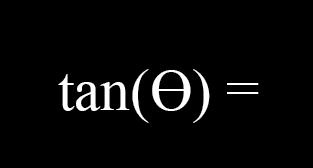 tan(Ө) =